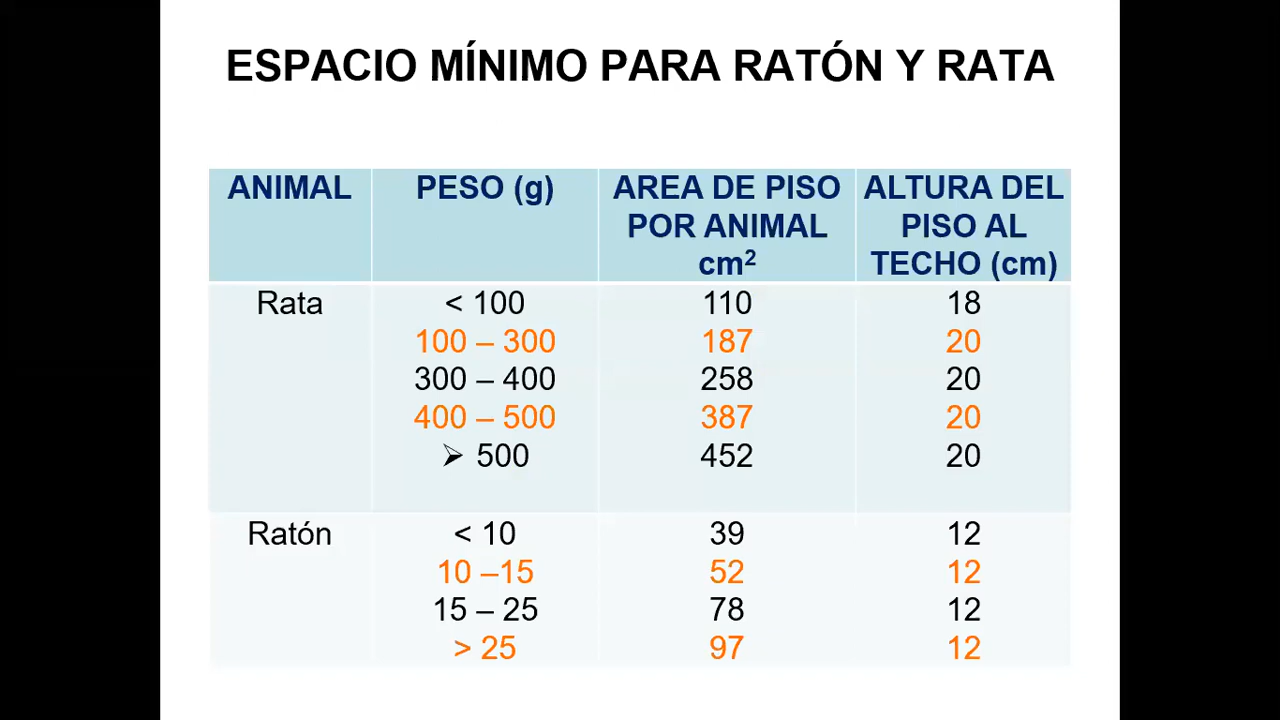 ESPACIO MÍNIMO PARA RATÓN Y RATA
ANIMAL PESO (g) AREA DE PISO POR ANIMAL cm² ALTURA DEL PISO AL TECHO (cm)
Rata < 100 110 18
100 – 300 187 20
300 – 400 258 20
400 – 500 387 20
➢ 500 452 20
Ratón < 10 39 12
10 –15 52 12
15 – 25 78 12
> 25 97 12